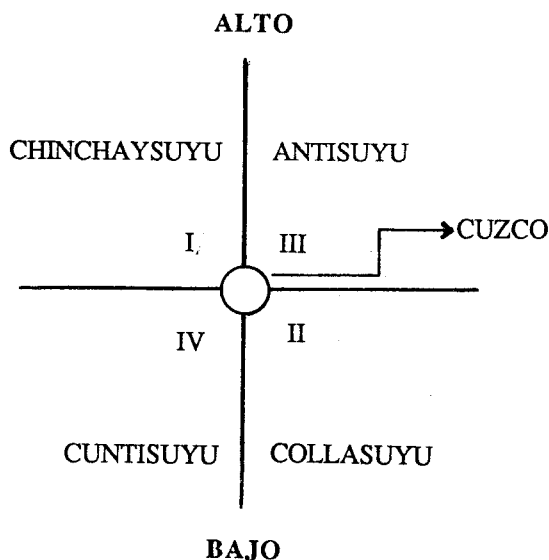 ALTO
CHINCHAYSUYU ANTISUYU
I III
CUZCO
IV II
CUNTISUYU COLLASUYU
BAJO